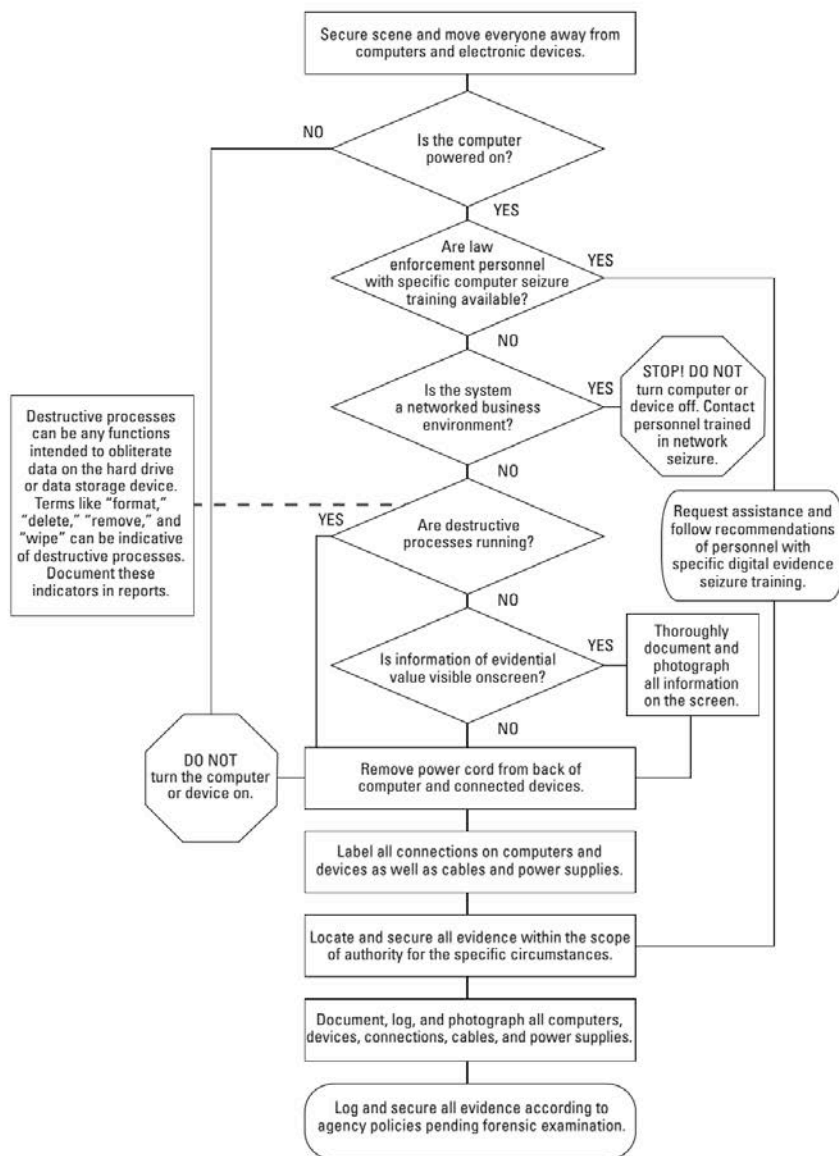 Secure scene and move everyone away from
computers and electronic devices.
NO
Is the computer
powered on?
YES
Are law
enforcement personnel
with specific computer seizure
training available?
YES
NO
Is the system
a networked business
environment?
YES
STOP! DO NOT
turn computer or
device off. Contact
personnel trained
in network
seizure.
NO
Destructive processes
can be any functions
intended to obliterate
data on the hard drive
or data storage device.
Terms like “format,”
“delete,” “remove,” and
“wipe” can be indicative
of destructive processes.
Document these
indicators in reports.
YES
Are destructive
processes running?
Request assistance and
follow recommendations
of personnel with
specific digital evidence
seizure training.
NO
Is information of evidential
value visible onscreen?
YES
Thoroughly
document and
photograph
all information
on the screen.
NO
DO NOT
turn the computer
or device on.
Remove power cord from back of
computer and connected devices.
Label all connections on computers and
devices as well as cables and power supplies.
Locate and secure all evidence within the scope
of authority for the specific circumstances.
Document, log, and photograph all computers,
devices, connections, cables, and power supplies.
Log and secure all evidence according to
agency policies pending forensic examination.